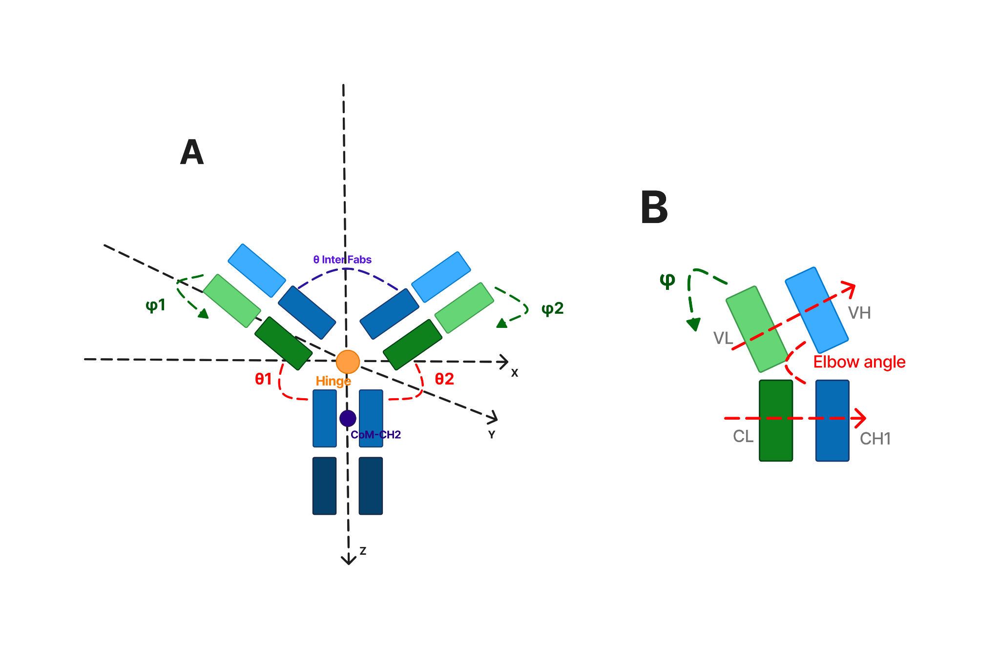 A
θ Inter Fabs
φ1
φ2
θ1
Hinge
θ2
X
CoM-CH2
Y
Z
B
φ
VH
VL
Elbow angle
CL
CH1